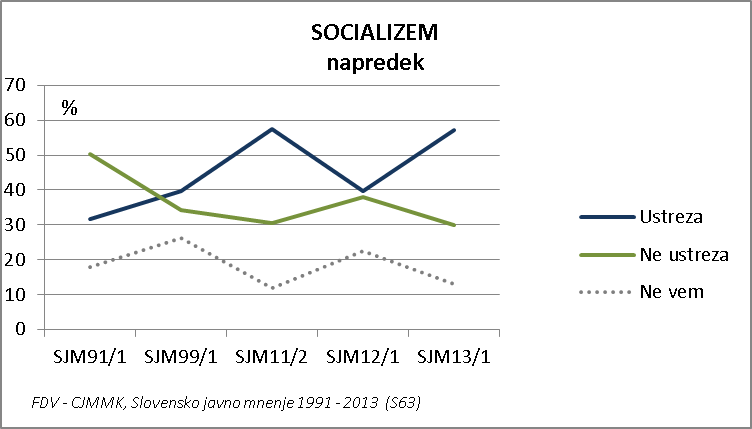 SOCIALIZEM
napredek
70
%
60
50
40
30
20
10
0
SJM91/1 SJM99/1 SJM11/2 SJM12/1 SJM13/1
Ustreza
Ne ustreza
Ne vem
FDV - CJMMK, Slovensko javno mnenje 1991 - 2013 (S63)